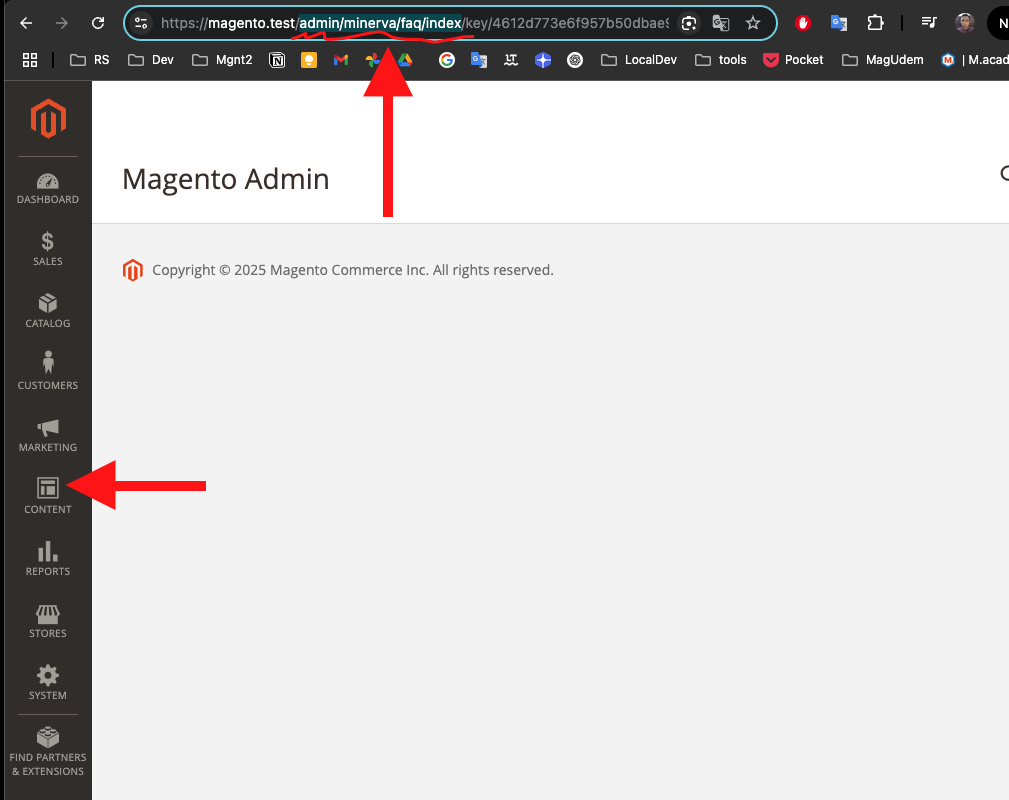 https://magento.test/admin/minerva/faq/index/key/4612d773e6f957b50dbae9
RS
Dev
Mgnt2
LocalDev
tools
Pocket
MagUdem
| M.acad
Magento Admin
Copyright © 2025 Magento Commerce Inc. All rights reserved.
DASHBOARD
SALES
CATALOG
CUSTOMERS
MARKETING
CONTENT
REPORTS
STORES
SYSTEM
FIND PARTNERS
& EXTENSIONS